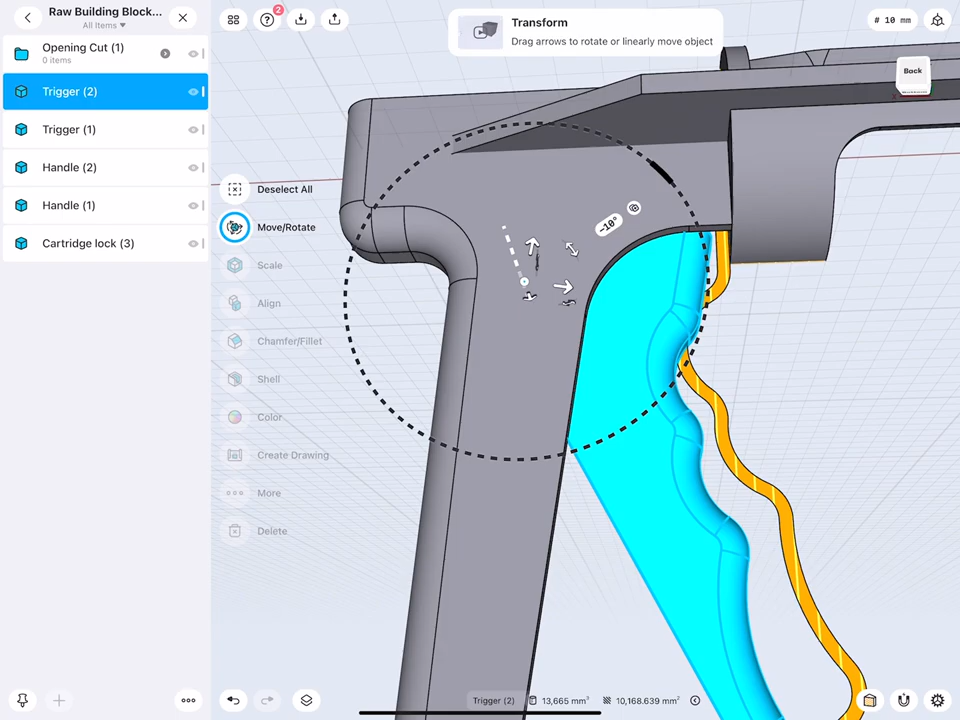 Raw Building Block...
All Items ▼
Opening Cut (1)
0 items
Trigger (2)
Trigger (1)
Handle (2)
Handle (1)
Cartridge lock (3)
2
Transform
Drag arrows to rotate or linearly move object
# 10 mm
Back
Deselect All
Move/Rotate
Scale
Align
Chamfer/Fillet
Shell
Color
Create Drawing
More
Delete
-10°
Trigger (2)
13,665 mm³
10,168.639 mm²